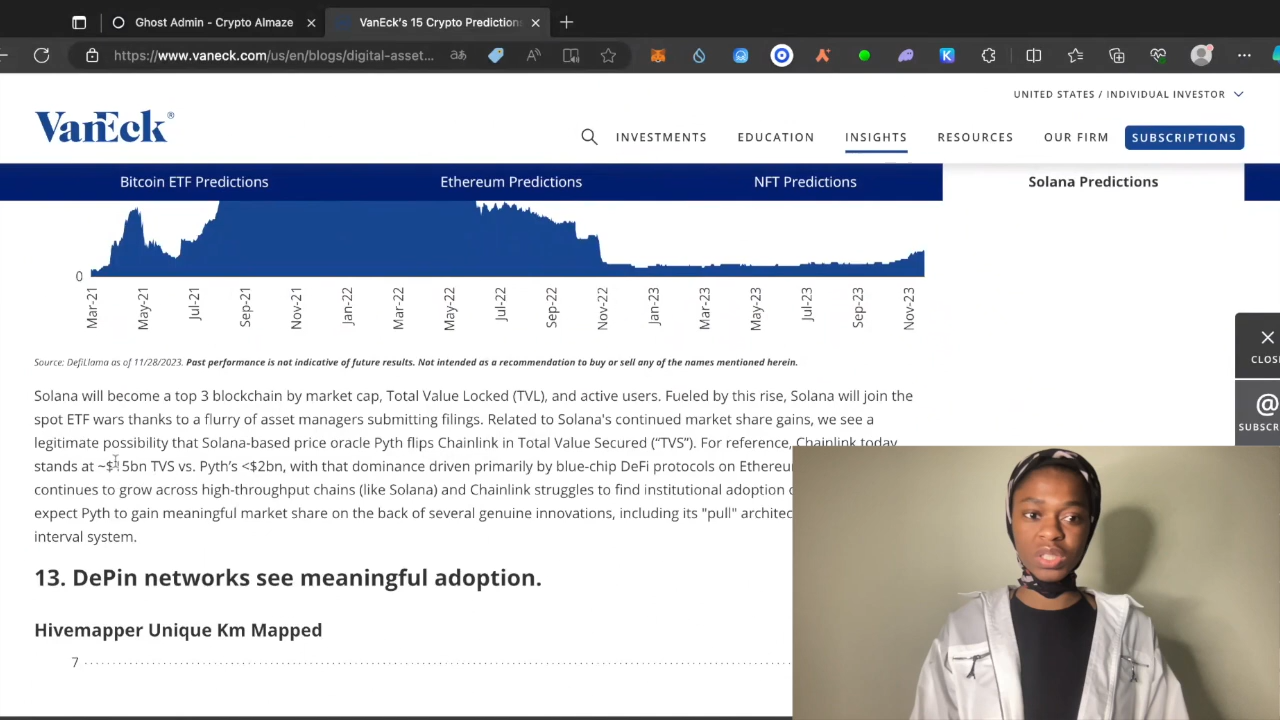 Ghost Admin - Crypto Almaze
VanEck's 15 Crypto Prediction
https://www.vaneck.com/us/en/blogs/digital-asset...
UNITED STATES / INDIVIDUAL INVESTOR
VanEck®
INVESTMENTS EDUCATION INSIGHTS RESOURCES OUR FIRM SUBSCRIPTIONS
Bitcoin ETF Predictions Ethereum Predictions NFT Predictions Solana Predictions
0
Mar-21 May-21 Jul-21 Sep-21 Nov-21 Jan-22 Mar-22 May-22 Jul-22 Sep-22 Nov-22 Jan-23 Mar-23 May-23 Jul-23 Sep-23 Nov-23
CLOS
SUBSCR
Source: DefiLlama as of 11/28/2023. Past performance is not indicative of future results. Not intended as a recommendation to buy or sell any of the names mentioned herein.
Solana will become a top 3 blockchain by market cap, Total Value Locked (TVL), and active users. Fueled by this rise, Solana will join the
spot ETF wars thanks to a flurry of asset managers submitting filings. Related to Solana's continued market share gains, we see a
legitimate possibility that Solana-based price oracle Pyth flips Chainlink in Total Value Secured ("TVS"). For reference, Chainlink today
stands at ~$15bn TVS vs. Pyth's <$2bn, with that dominance driven primarily by blue-chip DeFi protocols on Ethereu
continues to grow across high-throughput chains (like Solana) and Chainlink struggles to find institutional adoption
expect Pyth to gain meaningful market share on the back of several genuine innovations, including its "pull" architec
interval system.
13. DePin networks see meaningful adoption.
Hivemapper Unique Km Mapped
7